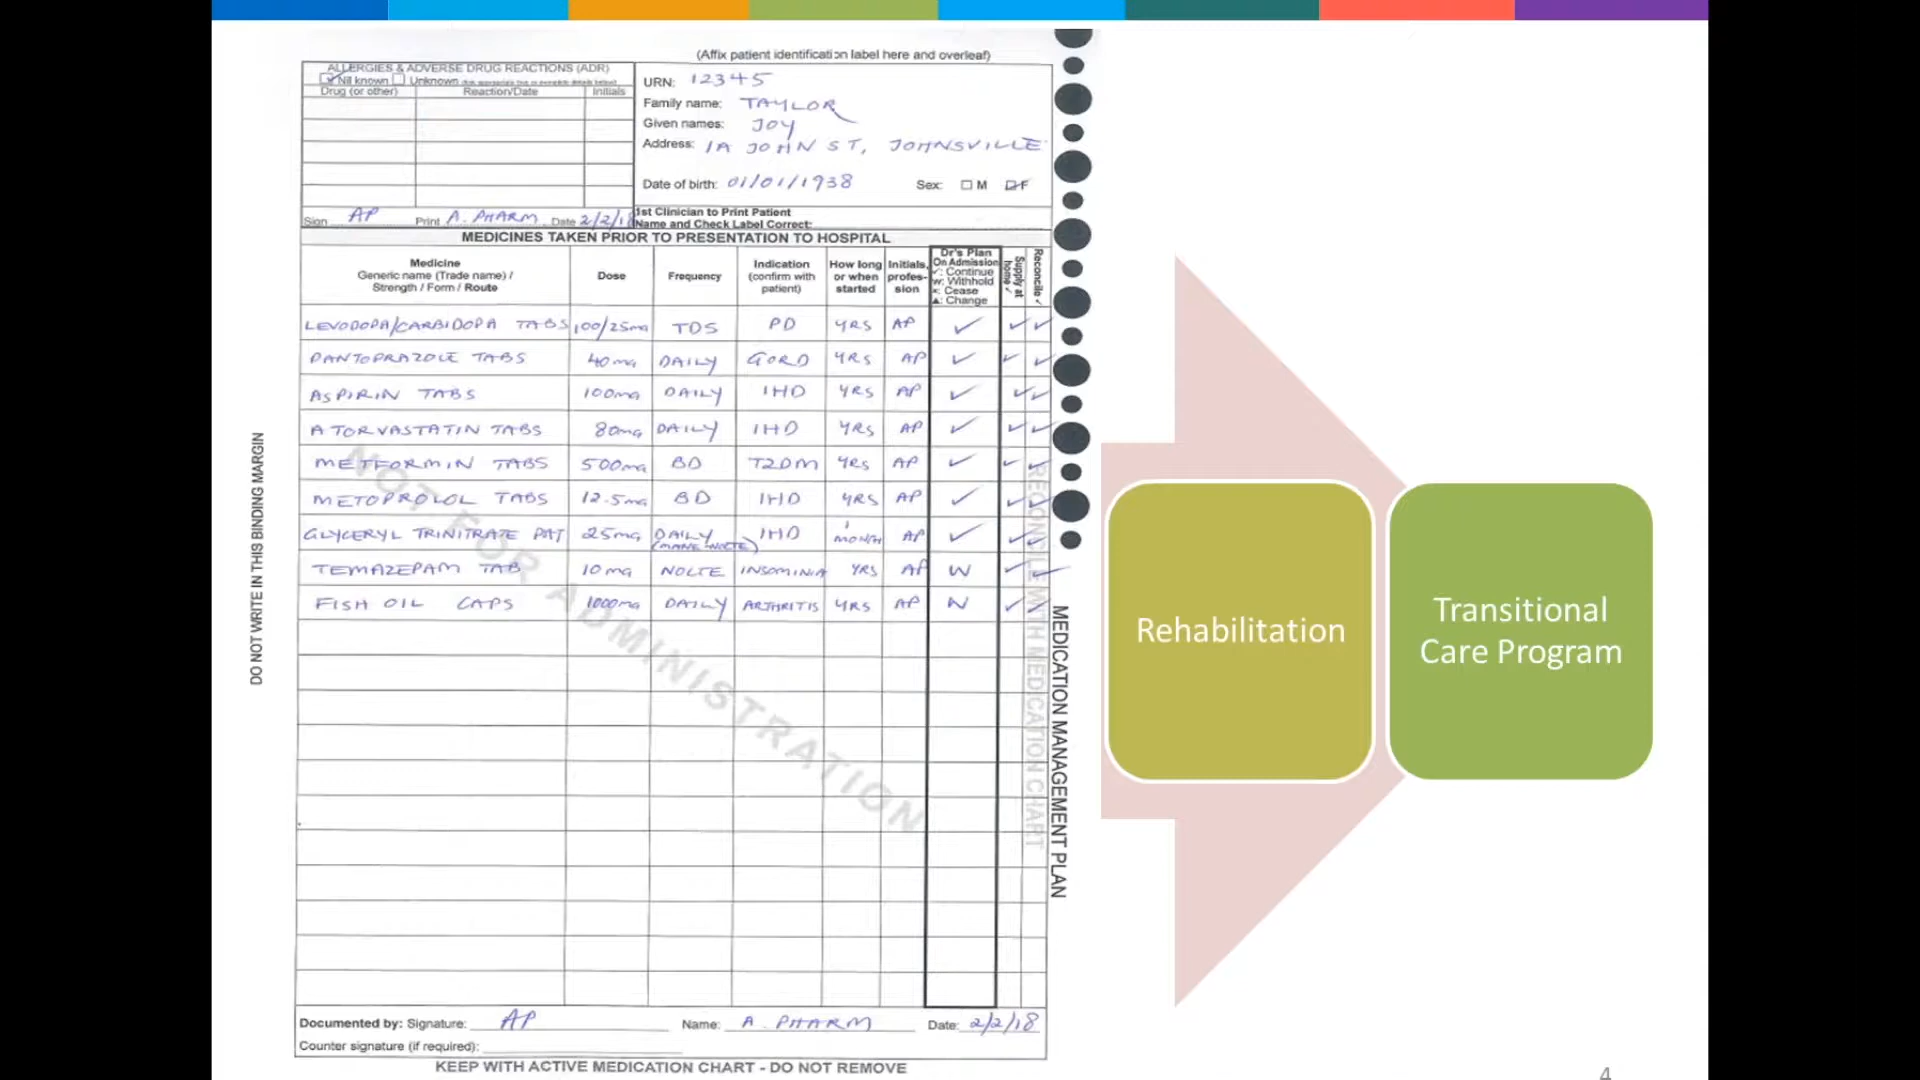 (Affix patient identification label here and overleaf)
ALLERGIES & ADVERSE DRUG REACTIONS (ADR)
Nil known Unknown
Drug (or other) Reaction/Date Initials
Sign AP Print A. PHARM Date 2/2/18
URN: 12345
Family name: TAYLOR
Given names: JOY
Address: 1A JOHN ST, JOHNSVILLE
Date of birth: 01/01/1938 Sex: M F
1st Clinician to Print Patient
Name and Check Label Correct:
MEDICINES TAKEN PRIOR TO PRESENTATION TO HOSPITAL
Medicine
Generic name (Trade name) /
Strength / Form / Route
Dose
Frequency
Indication
(confirm with
patient)
How long
or when
started
Initials,
profes-
sion
Dr's Plan
On Admission
✓: Continue
w: Withhold
×: Cease
▲: Change
Supply at
home ✓
Reconcile ✓
LEVODOPA/CARBIDOPA TABS 100/25mg TDS PD YRS AP ✓ ✓ ✓
PANTOPRAZOLE TABS 40mg DAILY GORD YRS AP ✓ ✓ ✓
ASPIRIN TABS 100mg DAILY IHD YRS AP ✓ ✓ ✓
ATORVASTATIN TABS 80mg DAILY IHD YRS AP ✓ ✓ ✓
METFORMIN TABS 500mg BD T2DM YRS AP ✓ ✓ ✓
METOPROLOL TABS 12.5mg BD IHD YRS AP ✓ ✓ ✓
GLYCERYL TRINITRATE PAT 25mg DAILY IHD 1 MONTH AP ✓ ✓ ✓
TEMAZEPAM TAB 10mg NOCTE INSOMINIA YRS AP W ✓ ✓
FISH OIL CAPS 1000mg DAILY ARTHRITIS YRS AP W ✓ ✓
NOT FOR ADMINISTRATION
RECONCILE WITH MEDICATION CHART
DO NOT WRITE IN THIS BINDING MARGIN
MEDICATION MANAGEMENT PLAN
Documented by: Signature: AP Name: A. PHARM Date: 2/2/18
Counter signature (if required):
KEEP WITH ACTIVE MEDICATION CHART - DO NOT REMOVE
Rehabilitation
Transitional
Care Program
4